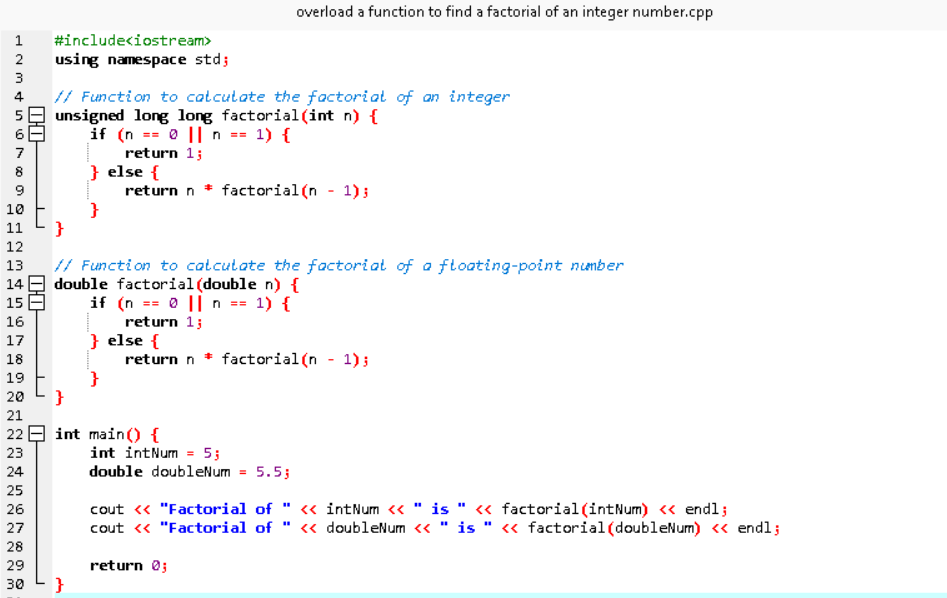 overload a function to find a factorial of an integer number.cpp
1 #include<iostream>
2 using namespace std;
3
4 // Function to calculate the factorial of an integer
5 unsigned long long factorial(int n) {
6     if (n == 0 || n == 1) {
7         return 1;
8     } else {
9         return n * factorial(n - 1);
10     }
11 }
12
13 // Function to calculate the factorial of a floating-point number
14 double factorial(double n) {
15     if (n == 0 || n == 1) {
16         return 1;
17     } else {
18         return n * factorial(n - 1);
19     }
20 }
21
22 int main() {
23     int intNum = 5;
24     double doubleNum = 5.5;
25
26     cout << "Factorial of " << intNum << " is " << factorial(intNum) << endl;
27     cout << "Factorial of " << doubleNum << " is " << factorial(doubleNum) << endl;
28
29     return 0;
30 }